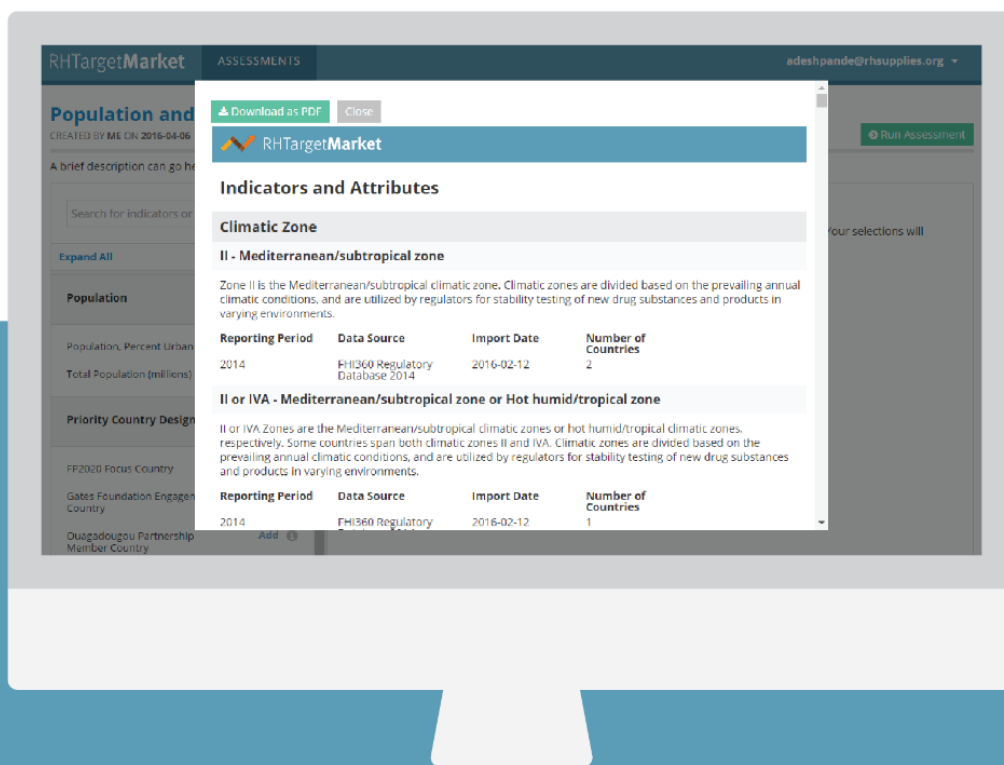 RHTargetMarket
ASSESSMENTS
adeshpande@rhsupplies.org
Population and
CREATED BY ME ON 2016-04-06
Run Assessment
A brief description can go he
Search for indicators or
Your selections will
Expand All
Population
Population, Percent Urban
Total Population (millions)
Priority Country Design
FP2020 Focus Country
Gates Foundation Engagen
Country
Ouagadougou Partnership
Member Country
Add
Download as PDF
Close
RHTargetMarket
Indicators and Attributes
Climatic Zone
II - Mediterranean/subtropical zone
Zone II is the Mediterranean/subtropical climatic zone. Climatic zones are divided based on the prevailing annual
climatic conditions, and are utilized by regulators for stability testing of new drug substances and products in
varying environments.
Reporting Period Data Source Import Date Number of
Countries
2014 FHI360 Regulatory 2016-02-12 2
Database 2014
II or IVA - Mediterranean/subtropical zone or Hot humid/tropical zone
II or IVA Zones are the Mediterranean/subtropical climatic zones or hot humid/tropical climatic zones,
respectively. Some countries span both climatic zones II and IVA. Climatic zones are divided based on the
prevailing annual climatic conditions, and are utilized by regulators for stability testing of new drug substances
and products in varying environments.
Reporting Period Data Source Import Date Number of
Countries
2014 FHI360 Regulatory 2016-02-12 1